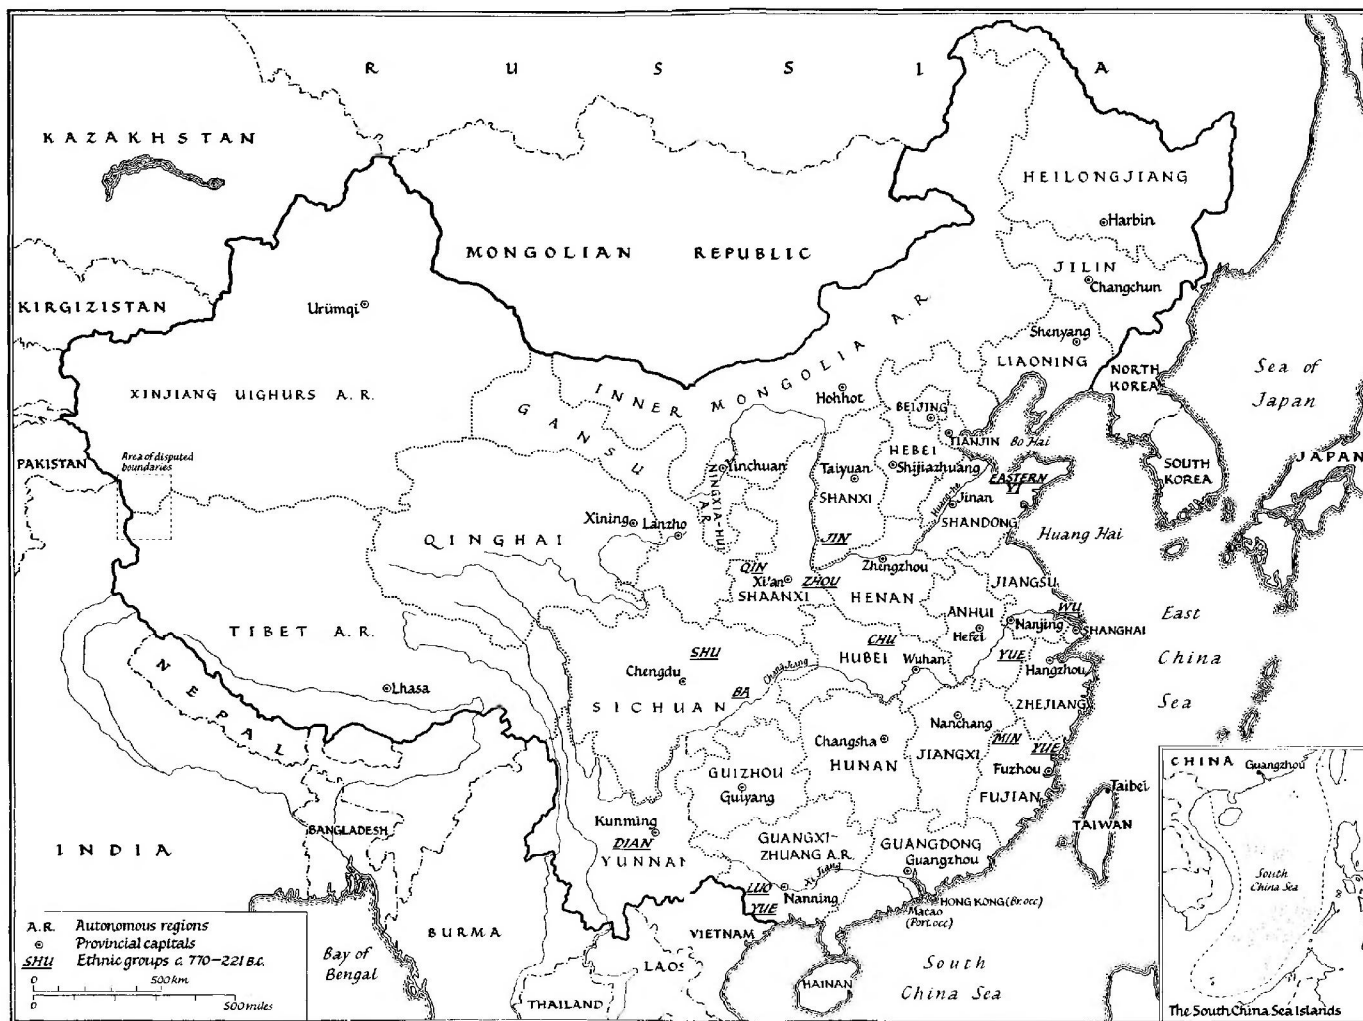 R U S S I A
KAZAKHSTAN
HEILONGJIANG
Harbin
MONGOLIAN REPUBLIC
JILIN
Changchun
KIRGIZISTAN
Urümqi
Shenyang
LIAONING
NORTH
KOREA
Sea of
Japan
INNER MONGOLIA A.R.
XINJIANG UIGHURS A.R.
GANSU
Hohhot
BEIJING
TIANJIN
Bo Hai
PAKISTAN
Area of disputed
boundaries
NINGXIA-HUI
A.R.
Yinchuan
Taiyuan
SHANXI
HEBEI
Shijiazhuang
EASTERN
YI
SOUTH
KOREA
JAPAN
Huang He
Jinan
SHANDONG
Xining
Lanzho
QINGHAI
JIN
Huang Hai
QIN
Xi'an
SHAANXI
ZHOU
Zhengzhou
HENAN
JIANGSU
ANHUI
Hefei
Nanjing
WU
SHANGHAI
East
China
Sea
TIBET A.R.
NEPAL
Lhasa
SHU
Chengdu
BA
SICHUAN
Chang Jiang
CHU
HUBEI
Wuhan
YUE
Hangzhou
ZHEJIANG
Nanchang
JIANGXI
MIN
YUE
Changsha
HUNAN
GUIZHOU
Guiyang
Fuzhou
FUJIAN
Taibei
TAIWAN
Kunming
DIAN
YUNNAN
BANGLADESH
INDIA
GUANGXI-
ZHUANG A.R.
Xi Jiang
GUANGDONG
Guangzhou
LUO
YUE
Nanning
HONG KONG (Br.occ)
Macao
(Port.occ)
BURMA
VIETNAM
LAOS
THAILAND
HAINAN
Bay of
Bengal
South
China Sea
A.R. Autonomous regions
Provincial capitals
SHU Ethnic groups c. 770–221 B.C.
0 500km
0 500miles
CHINA
Guangzhou
South
China Sea
The South China Sea Islands